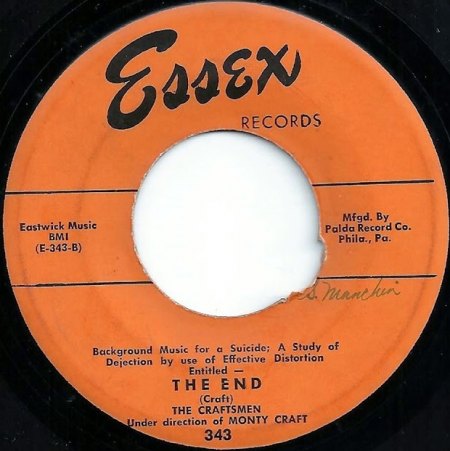 Essex
RECORDS
Eastwick Music
BMI
(E-343-B)
Mfgd. By
Palda Record Co.
Phila., Pa.
S. Manchin
Background Music for a Suicide; A Study of
Dejection by use of Effective Distortion
Entitled —
THE END
(Craft)
THE CRAFTSMEN
Under direction of MONTY CRAFT
343